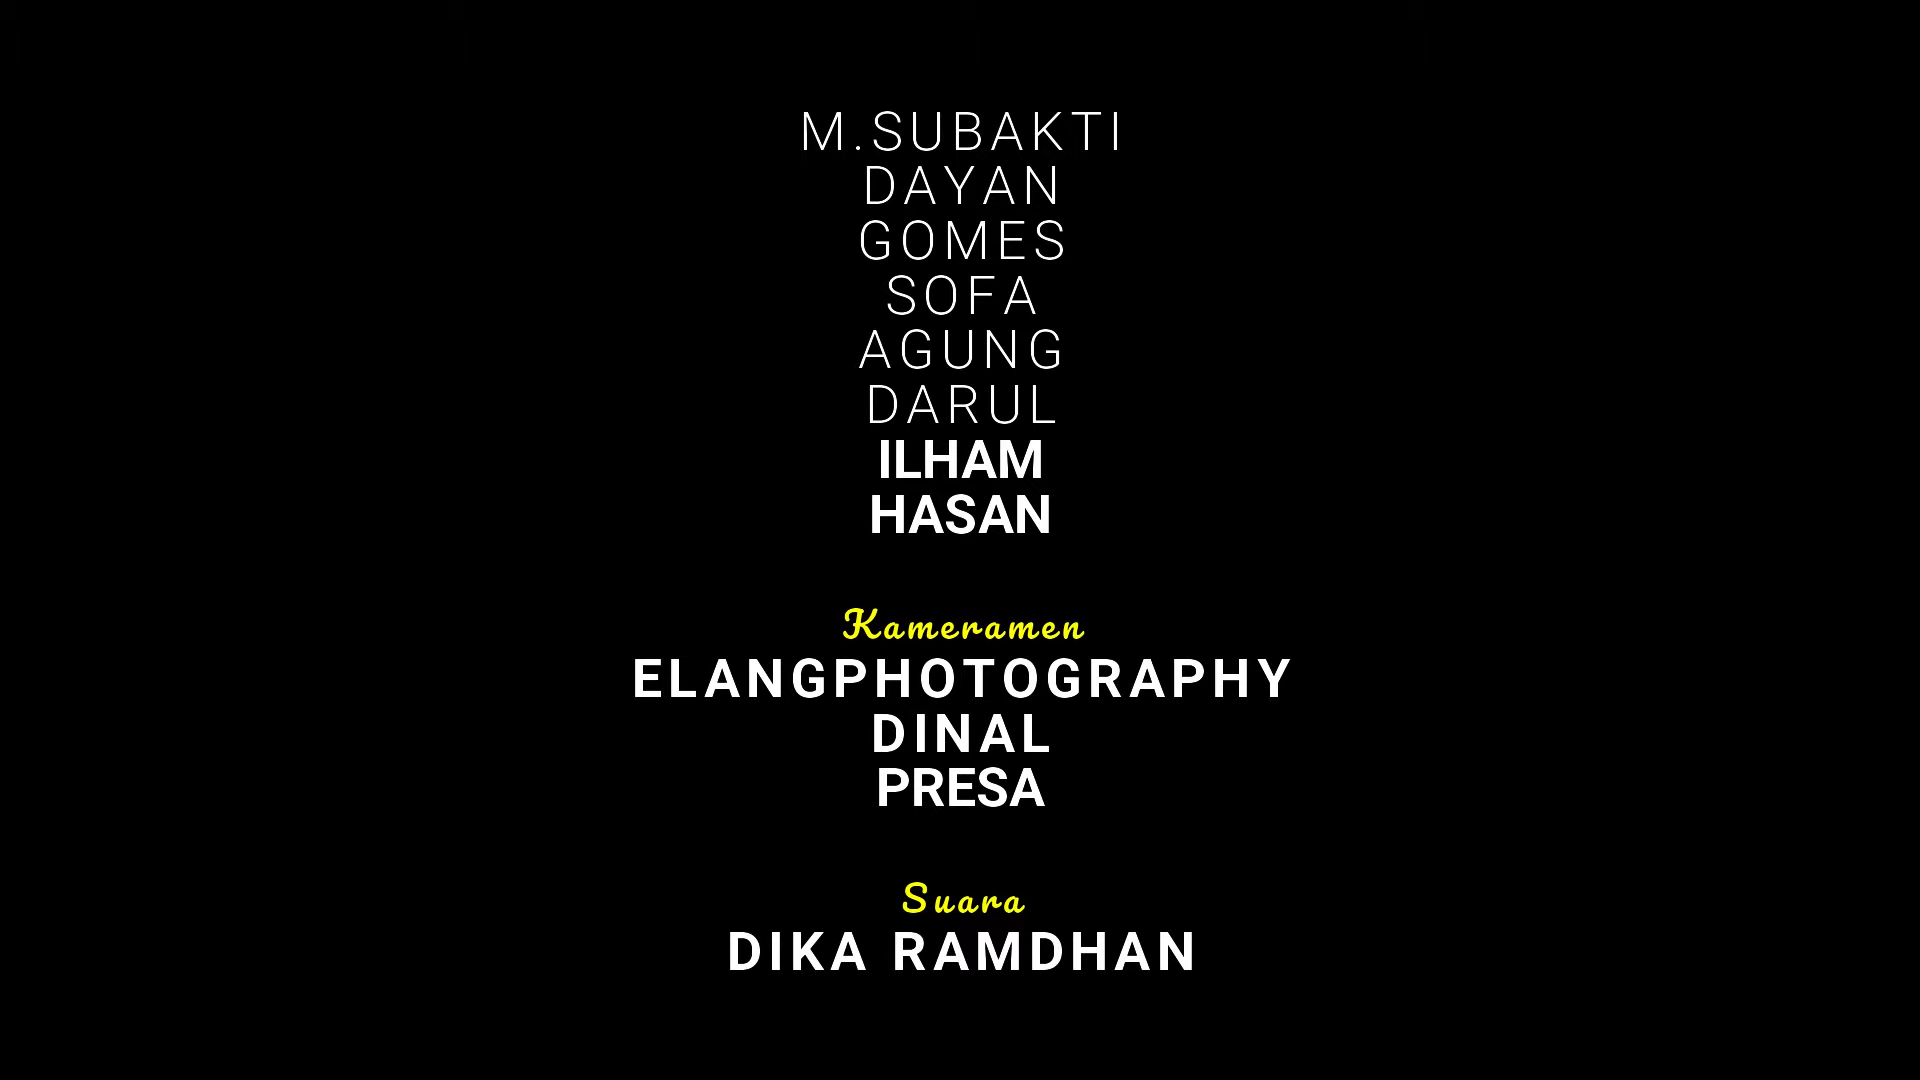 M.SUBAKTI
DAYAN
GOMES
SOFA
AGUNG
DARUL
ILHAM
HASAN
Kameramen
ELANGPHOTOGRAPHY
DINAL
PRESA
Suara
DIKA RAMDHAN